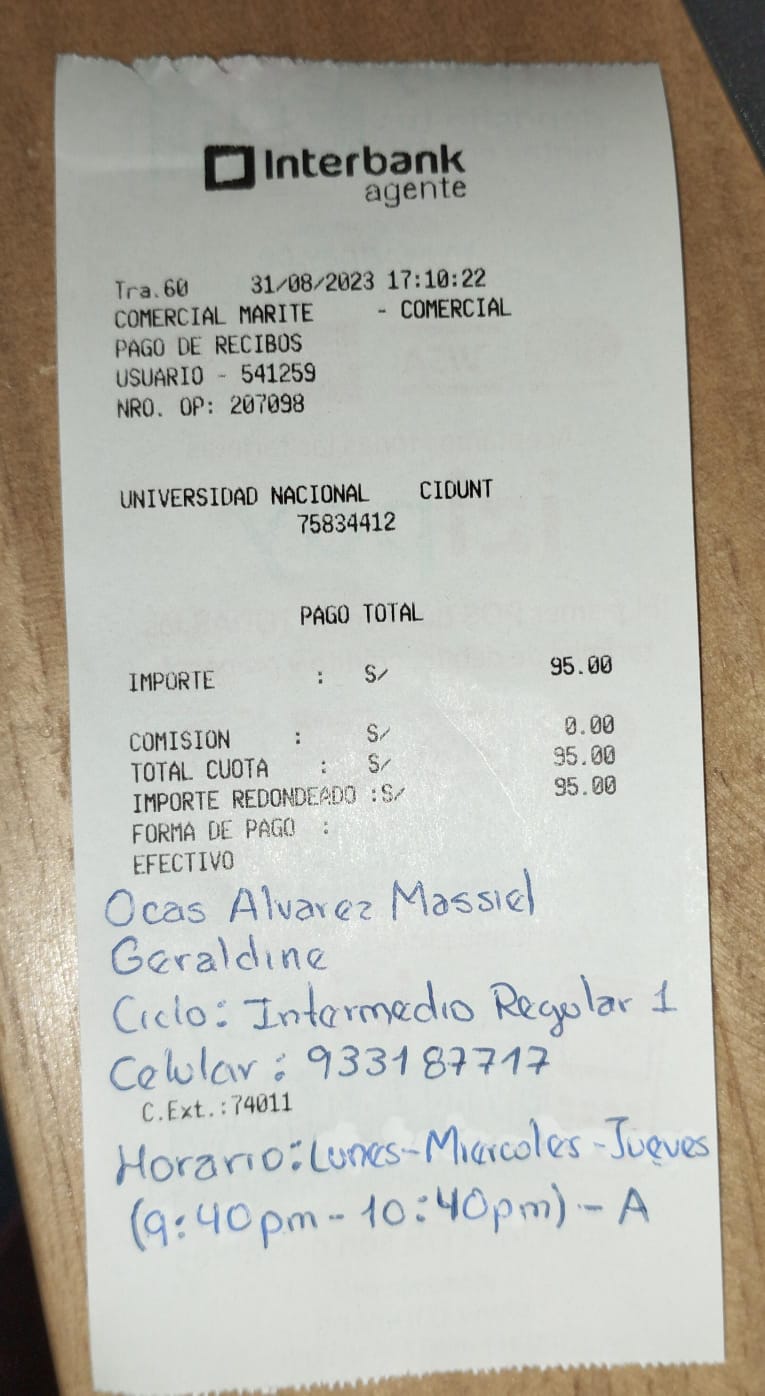 Interbank
agente
Tra.60 31/08/2023 17:10:22
COMERCIAL MARITE - COMERCIAL
PAGO DE RECIBOS
USUARIO - 541259
NRO. OP: 207098
UNIVERSIDAD NACIONAL CIDUNT
75834412
PAGO TOTAL
IMPORTE : S/ 95.00
COMISION : S/ 0.00
TOTAL CUOTA : S/ 95.00
IMPORTE REDONDEADO :S/ 95.00
FORMA DE PAGO :
EFECTIVO
Ocas Alvarez Massiel
Geraldine
Ciclo: Intermedio Regular 1
Celular: 933187717
C.Ext.:74011
Horario: Lunes-Miercoles-Jueves
(9:40pm - 10:40pm) - A